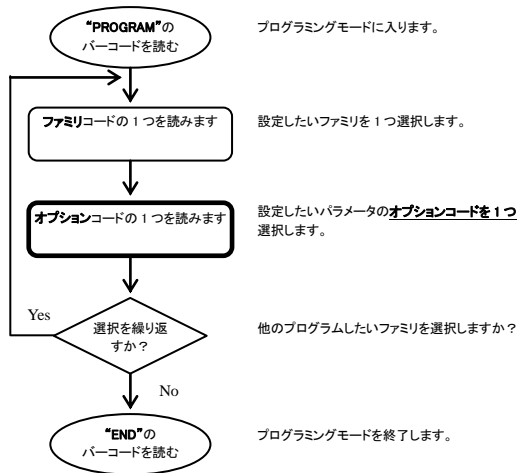 “PROGRAM”の
バーコードを読む
プログラミングモードに入ります。
ファミリコードの１つを読みます
設定したいファミリを１つ選択します。
オプションコードの１つを読みます
設定したいパラメータのオプションコードを１つ
選択します。
Yes
選択を繰り返
すか？
他のプログラムしたいファミリを選択しますか？
No
“END”の
バーコードを読む
プログラミングモードを終了します。